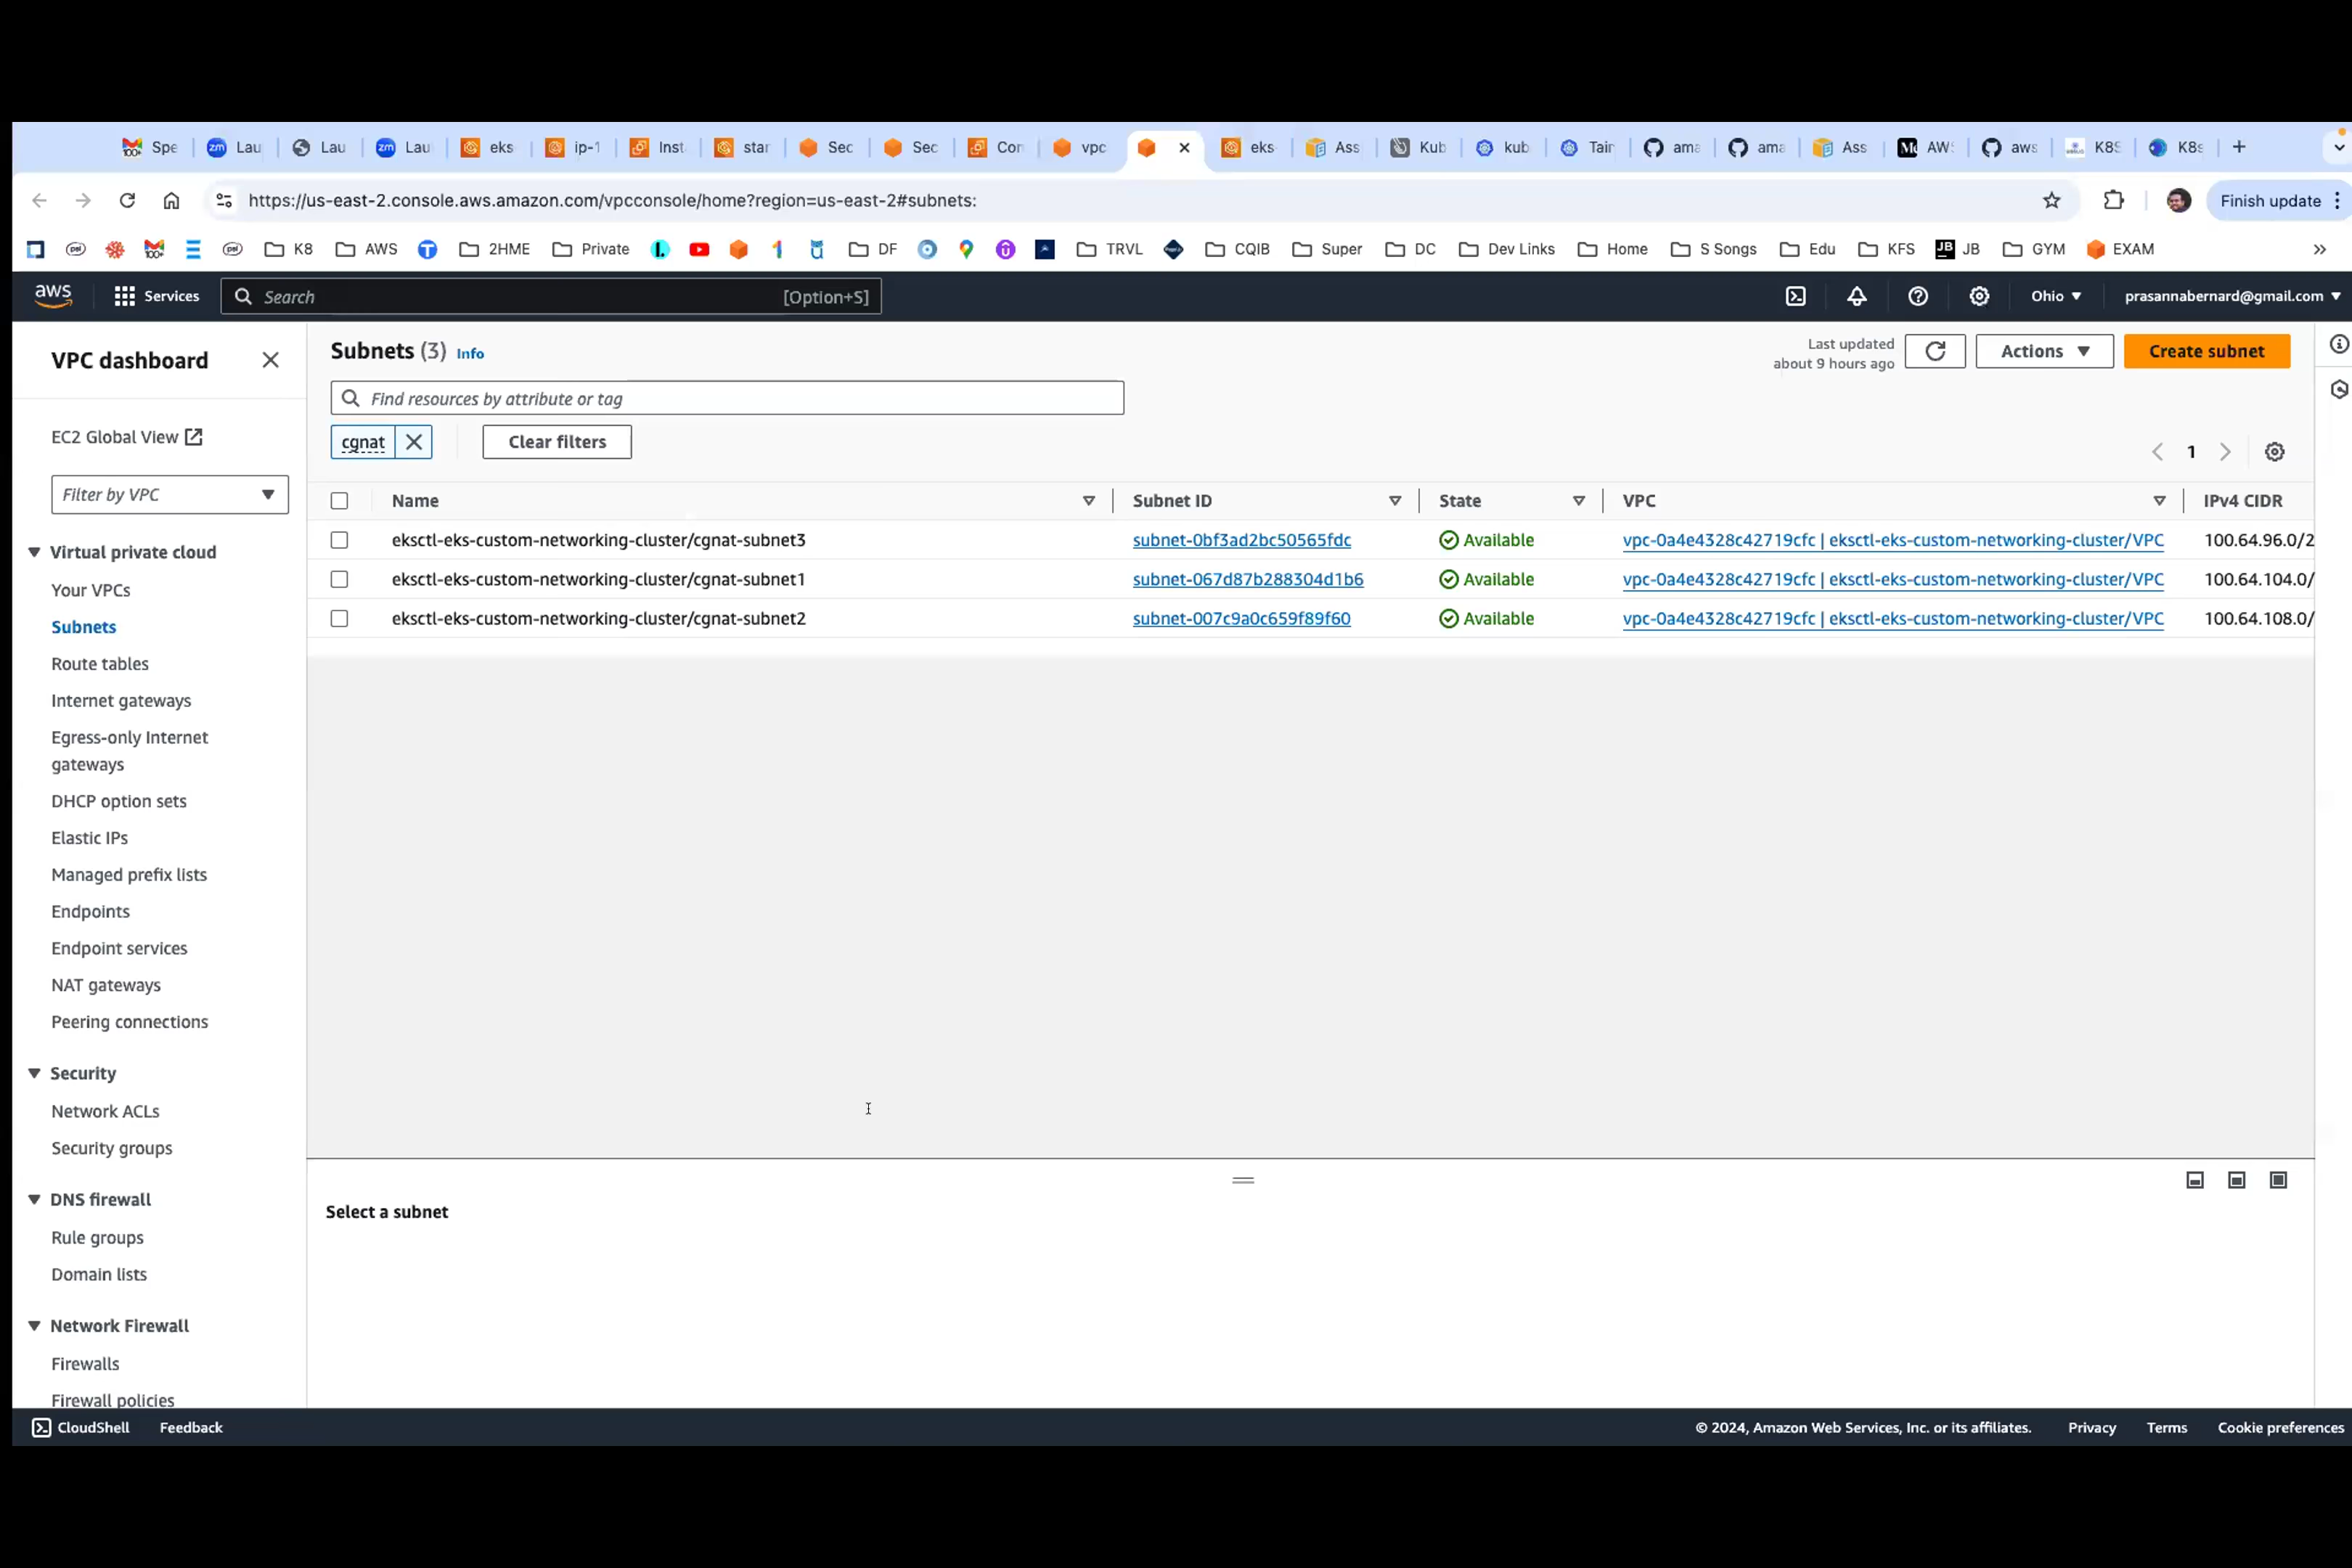 Spe Lau Lau Lau eks ip-1 Inst star Sec Sec Con vpc eks- Ass Kub kub Tain ama ama Ass AW aws K8S K8s
https://us-east-2.console.aws.amazon.com/vpcconsole/home?region=us-east-2#subnets:
Finish update
K8 AWS 2HME Private DF TRVL CQIB Super DC Dev Links Home S Songs Edu KFS JB JB GYM EXAM
aws Services Search [Option+S] Ohio prasannabernard@gmail.com
VPC dashboard
EC2 Global View
Filter by VPC
Virtual private cloud
Your VPCs
Subnets
Route tables
Internet gateways
Egress-only Internet
gateways
DHCP option sets
Elastic IPs
Managed prefix lists
Endpoints
Endpoint services
NAT gateways
Peering connections
Security
Network ACLs
Security groups
DNS firewall
Rule groups
Domain lists
Network Firewall
Firewalls
Firewall policies
Subnets (3) Info
Last updated
about 9 hours ago
Actions
Create subnet
Find resources by attribute or tag
cgnat
Clear filters
1
Name Subnet ID State VPC IPv4 CIDR
eksctl-eks-custom-networking-cluster/cgnat-subnet3 subnet-0bf3ad2bc50565fdc Available vpc-0a4e4328c42719cfc | eksctl-eks-custom-networking-cluster/VPC 100.64.96.0/2
eksctl-eks-custom-networking-cluster/cgnat-subnet1 subnet-067d87b288304d1b6 Available vpc-0a4e4328c42719cfc | eksctl-eks-custom-networking-cluster/VPC 100.64.104.0/
eksctl-eks-custom-networking-cluster/cgnat-subnet2 subnet-007c9a0c659f89f60 Available vpc-0a4e4328c42719cfc | eksctl-eks-custom-networking-cluster/VPC 100.64.108.0/
Select a subnet
CloudShell Feedback © 2024, Amazon Web Services, Inc. or its affiliates. Privacy Terms Cookie preferences